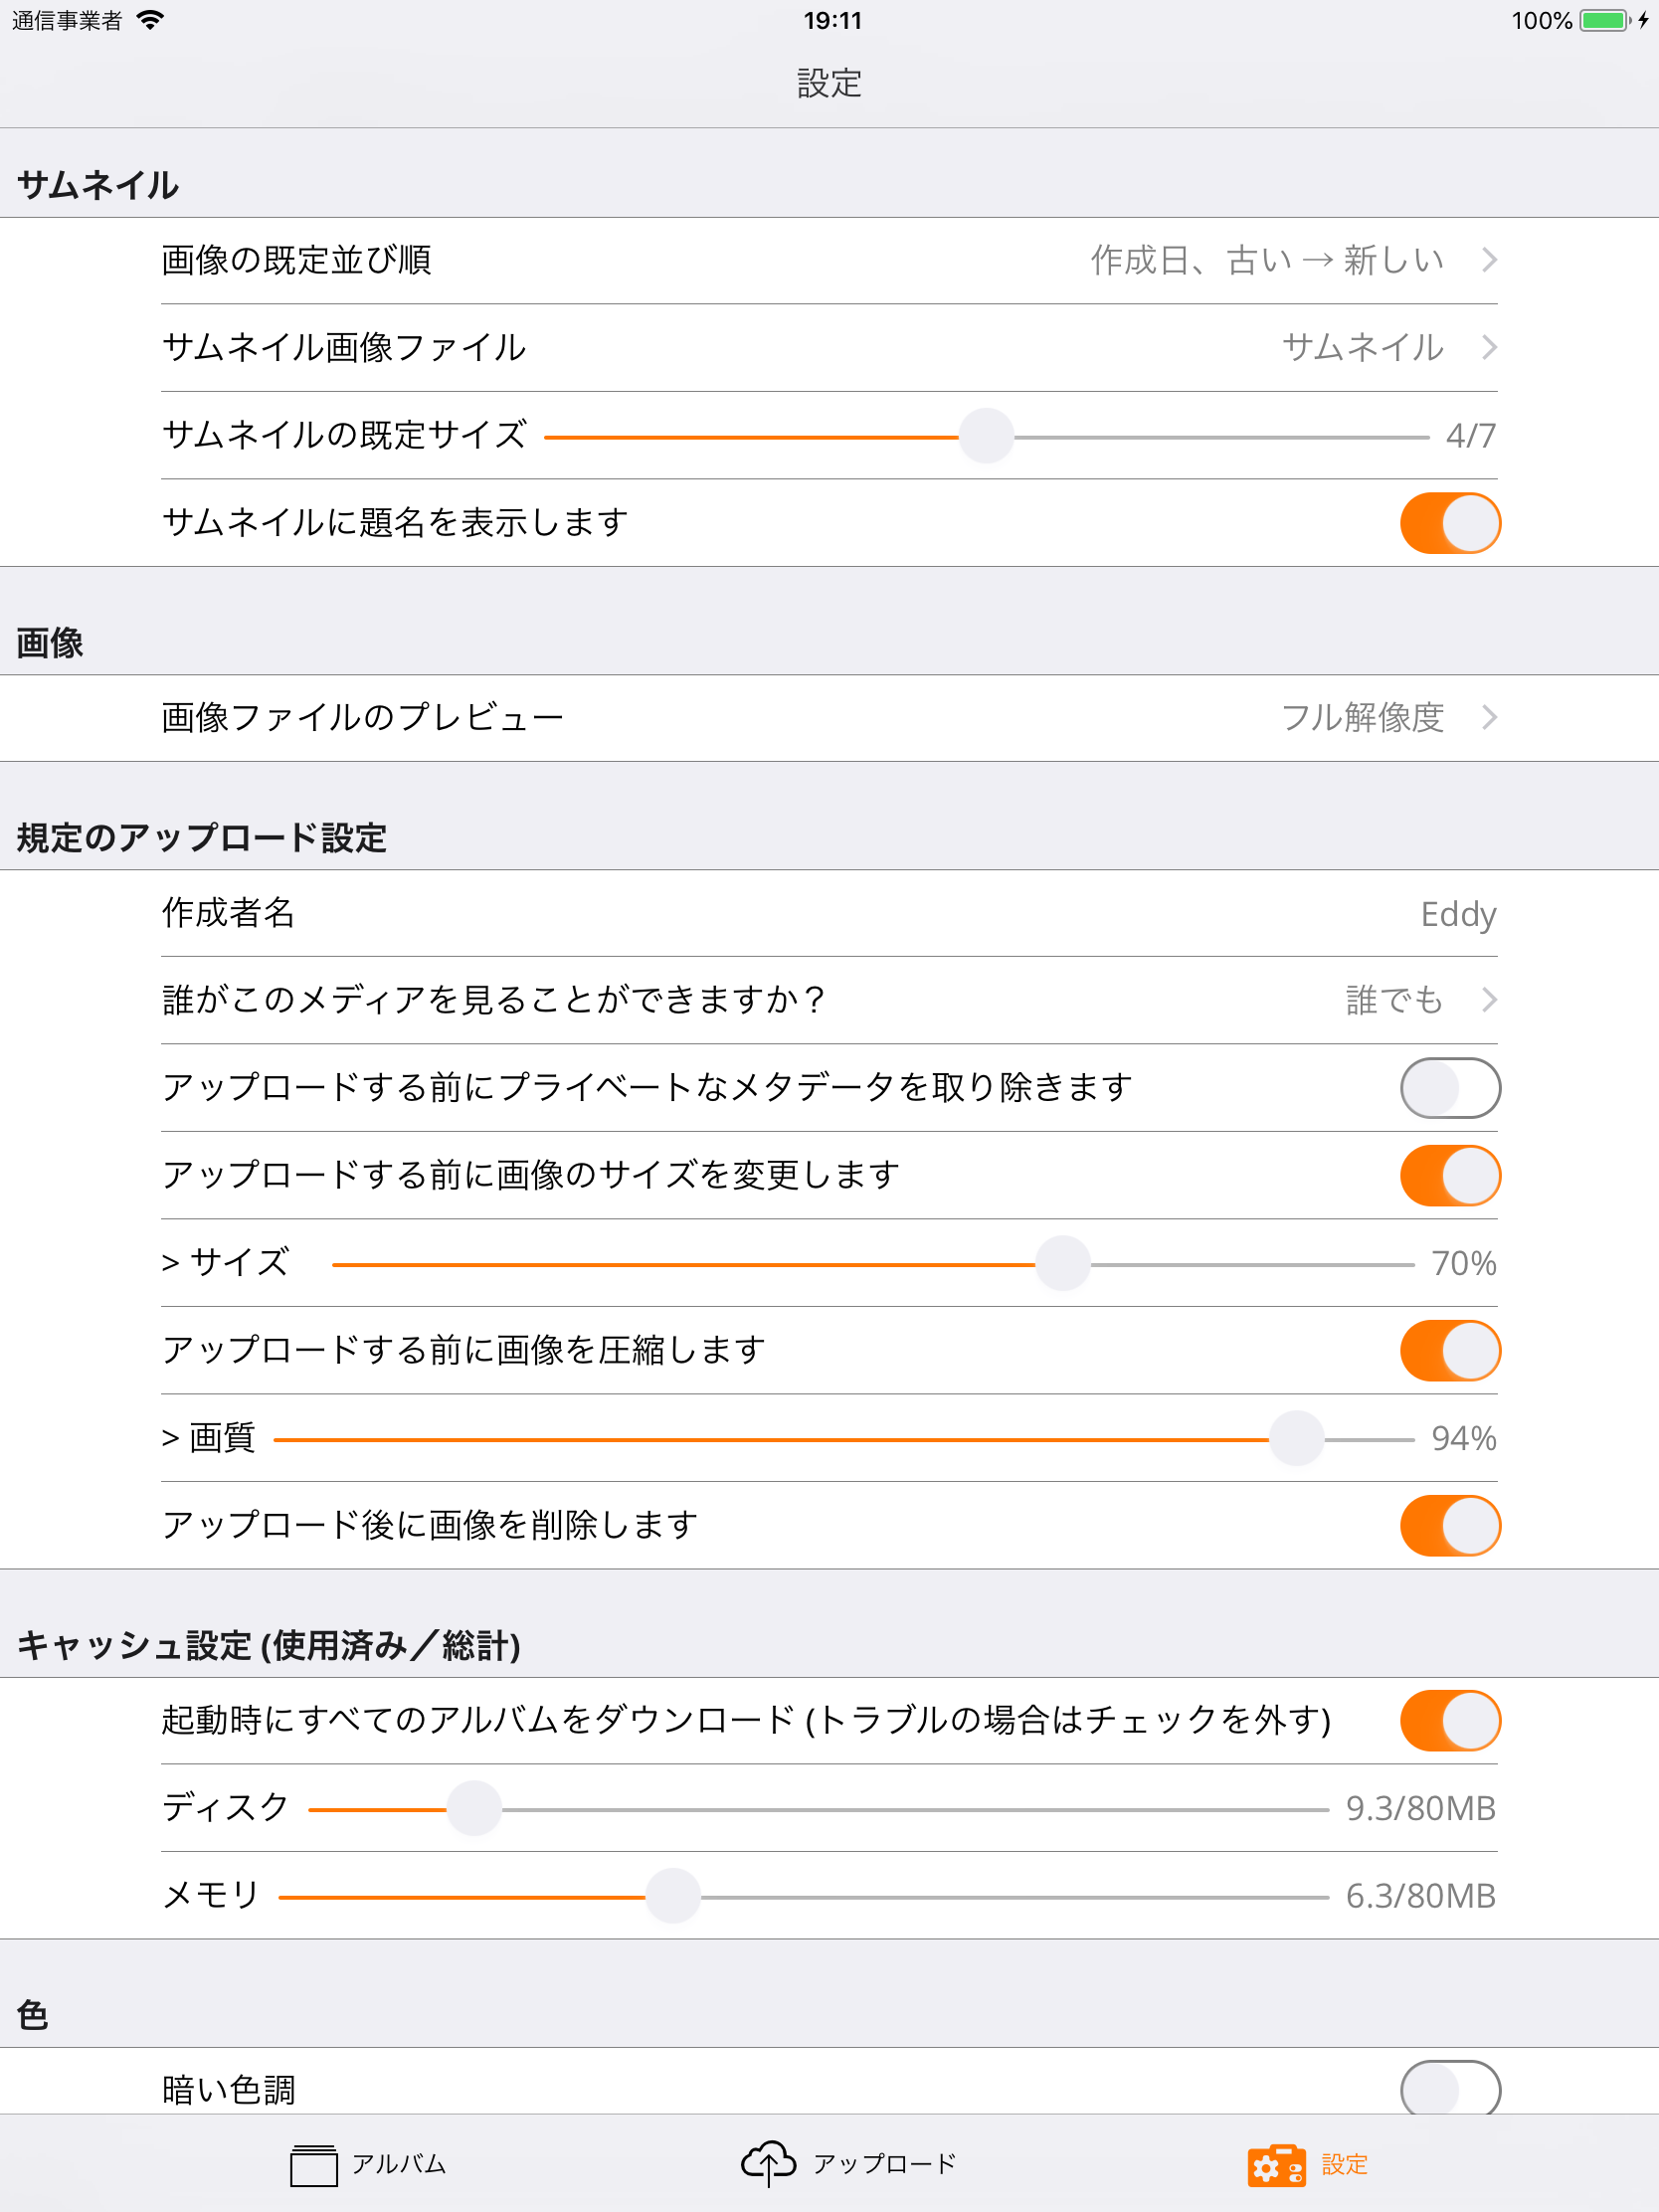 通信事業者 19:11 100%
設定
サムネイル
画像の既定並び順 作成日、古い → 新しい
サムネイル画像ファイル サムネイル
サムネイルの既定サイズ 4/7
サムネイルに題名を表示します
画像
画像ファイルのプレビュー フル解像度
規定のアップロード設定
作成者名 Eddy
誰がこのメディアを見ることができますか？ 誰でも
アップロードする前にプライベートなメタデータを取り除きます
アップロードする前に画像のサイズを変更します
> サイズ 70%
アップロードする前に画像を圧縮します
> 画質 94%
アップロード後に画像を削除します
キャッシュ設定 (使用済み／総計)
起動時にすべてのアルバムをダウンロード (トラブルの場合はチェックを外す)
ディスク 9.3/80MB
メモリ 6.3/80MB
色
暗い色調
アルバム アップロード 設定